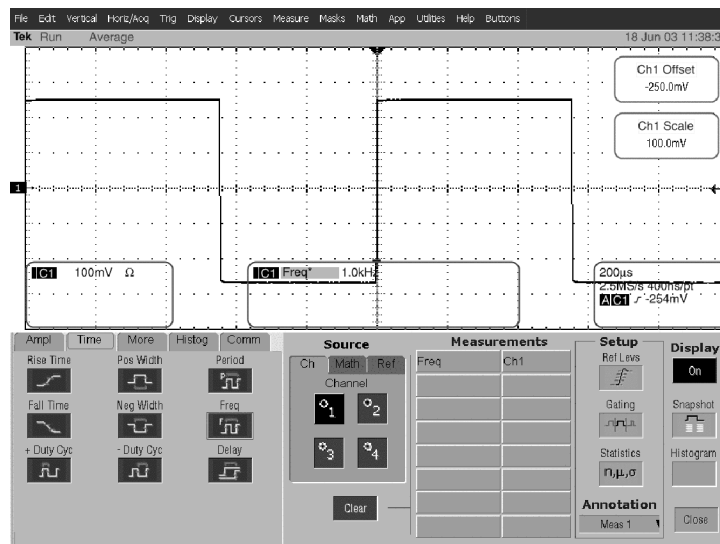 File Edit Vertical Horiz/Acq Trig Display Cursors Measure Masks Math App Utilities Help Buttons
Tek Run Average 18 Jun 03 11:38:3
Ch1 Offset
-250.0mV
Ch1 Scale
100.0mV
1
C1 100mV Ω
C1 Freq* 1.0kHz
200µs
2.5MS/s 400ns/pt
A C1 -254mV
Ampl Time More Histog Comm
Rise Time Pos Width Period
Fall Time Neg Width Freq
+ Duty Cyc - Duty Cyc Delay
Source
Ch Math Ref
Channel
1 2
3 4
Clear
Measurements
Freq Ch1
Setup
Ref Levs
Gating
Statistics
n,µ,σ
Annotation
Meas 1
Display
On
Snapshot
Histogram
Close